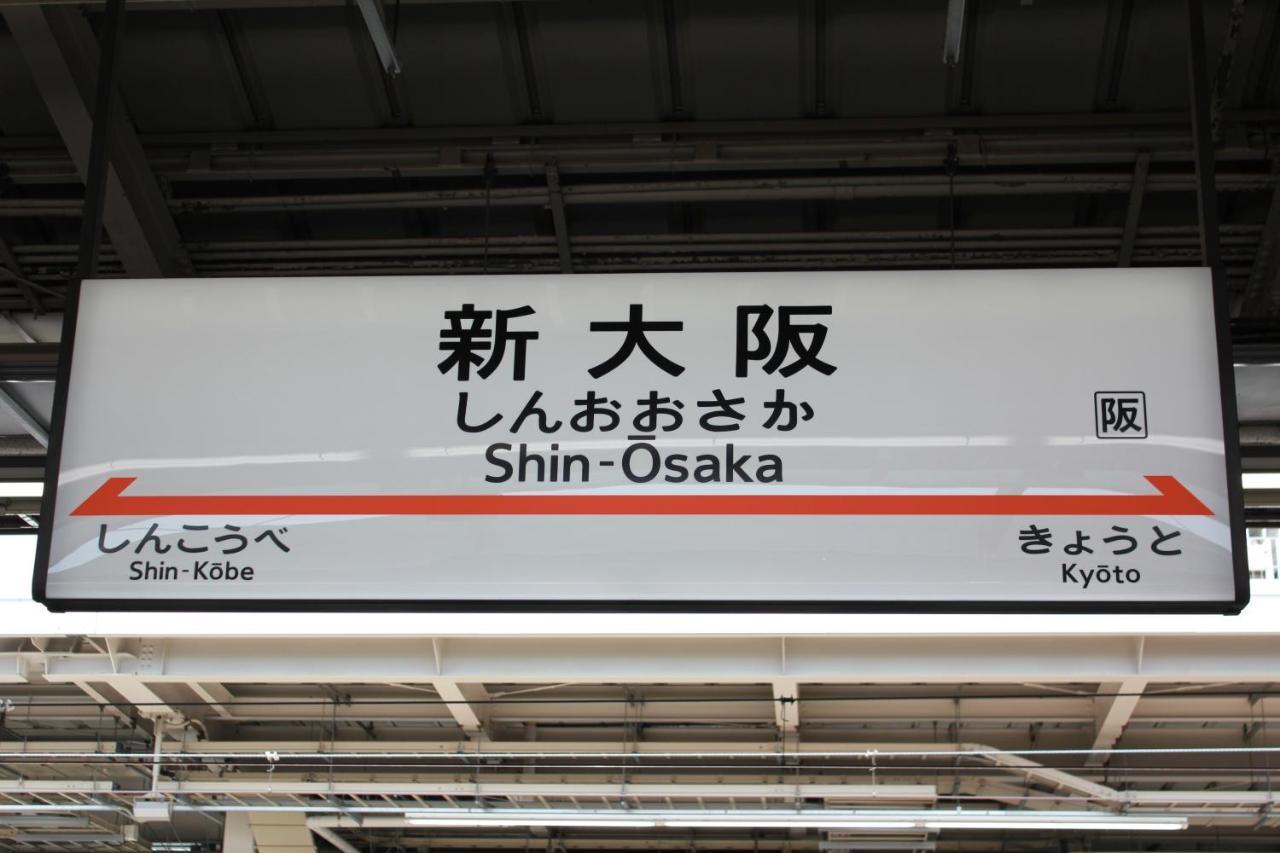 新大阪
しんおおさか
阪
Shin-Ōsaka
しんこうべ
Shin-Kōbe
きょうと
Kyōto